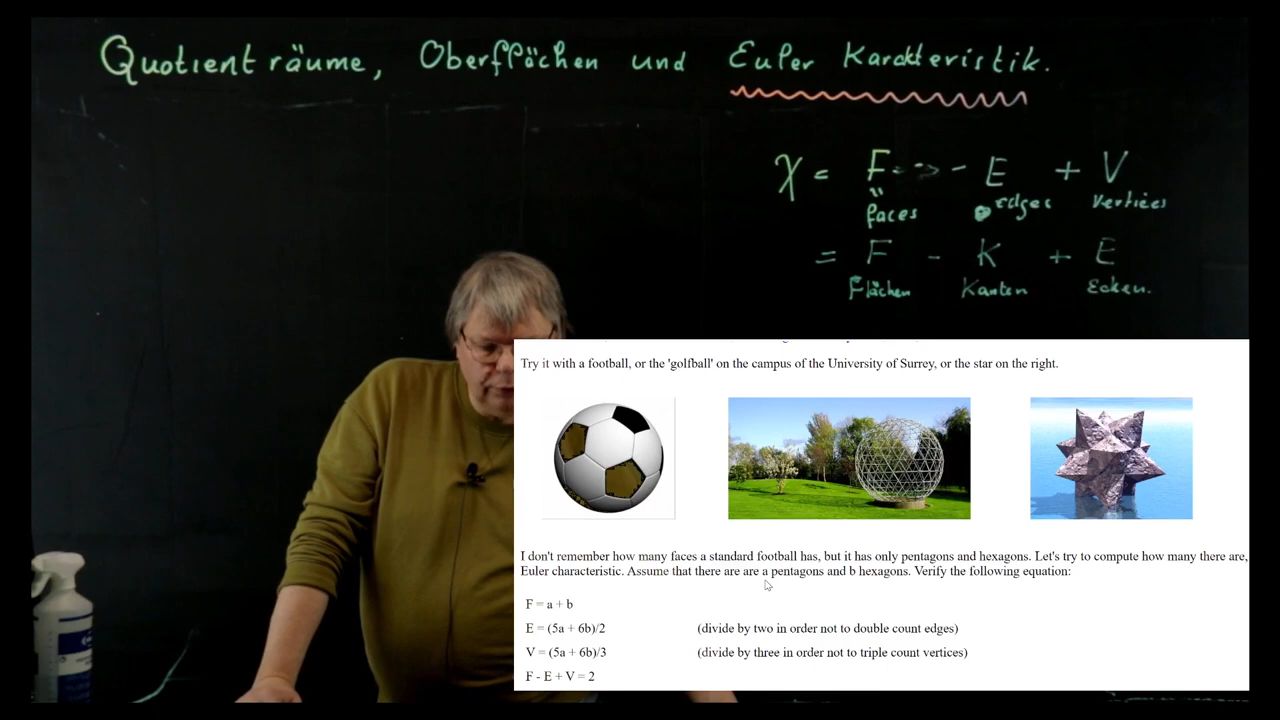 Quotienträume, Oberflächen und Euler Karakteristik.
χ = F - E + V
faces edges vertices
= F - K + E
Flächen Kanten Ecken.
Try it with a football, or the 'golfball' on the campus of the University of Surrey, or the star on the right.
I don't remember how many faces a standard football has, but it has only pentagons and hexagons. Let's try to compute how many there are,
Euler characteristic. Assume that there are are a pentagons and b hexagons. Verify the following equation:
F = a + b
E = (5a + 6b)/2 (divide by two in order not to double count edges)
V = (5a + 6b)/3 (divide by three in order not to triple count vertices)
F - E + V = 2